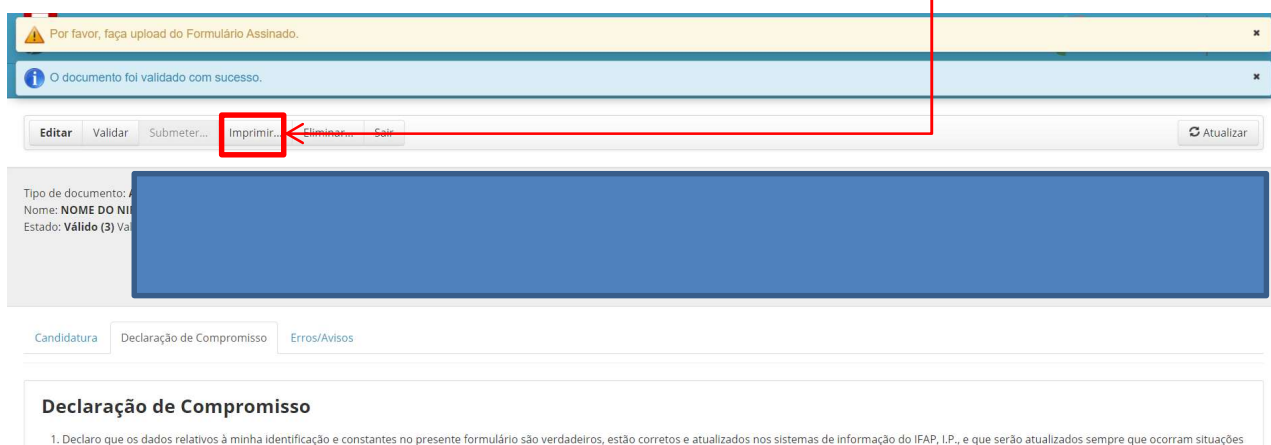 Por favor, faça upload do Formulário Assinado.
O documento foi validado com sucesso.
Editar Validar Submeter... Imprimir... Eliminar... Sair Atualizar
Tipo de documento:
Nome: NOME DO
Estado: Válido (3)
Candidatura Declaração de Compromisso Erros/Avisos
Declaração de Compromisso
1. Declaro que os dados relativos à minha identificação e constantes no presente formulário são verdadeiros, estão corretos e atualizados nos sistemas de informação do IFAP, I.P., e que serão atualizados sempre que ocorram situações